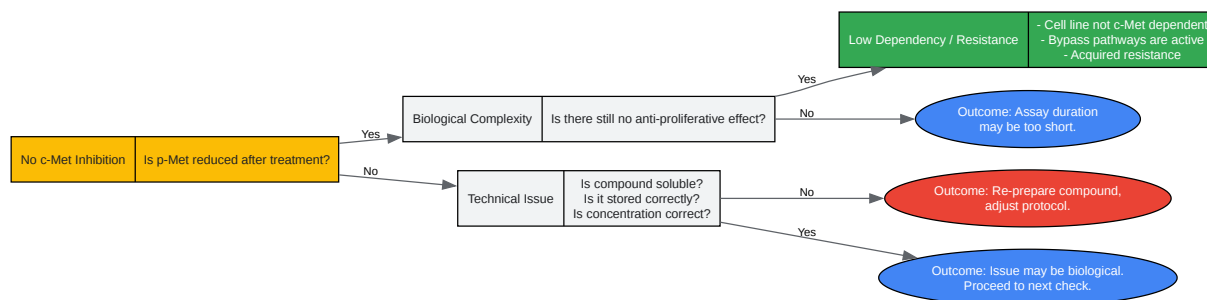 No c-Met Inhibition
Is p-Met reduced after treatment?
Yes
No
Biological Complexity
Is there still no anti-proliferative effect?
Technical Issue
Is compound soluble?
Is it stored correctly?
Is concentration correct?
Yes
No
No
Yes
Low Dependency / Resistance
- Cell line not c-Met dependent
- Bypass pathways are active
- Acquired resistance
Outcome: Assay duration
may be too short.
Outcome: Re-prepare compound,
adjust protocol.
Outcome: Issue may be biological.
Proceed to next check.